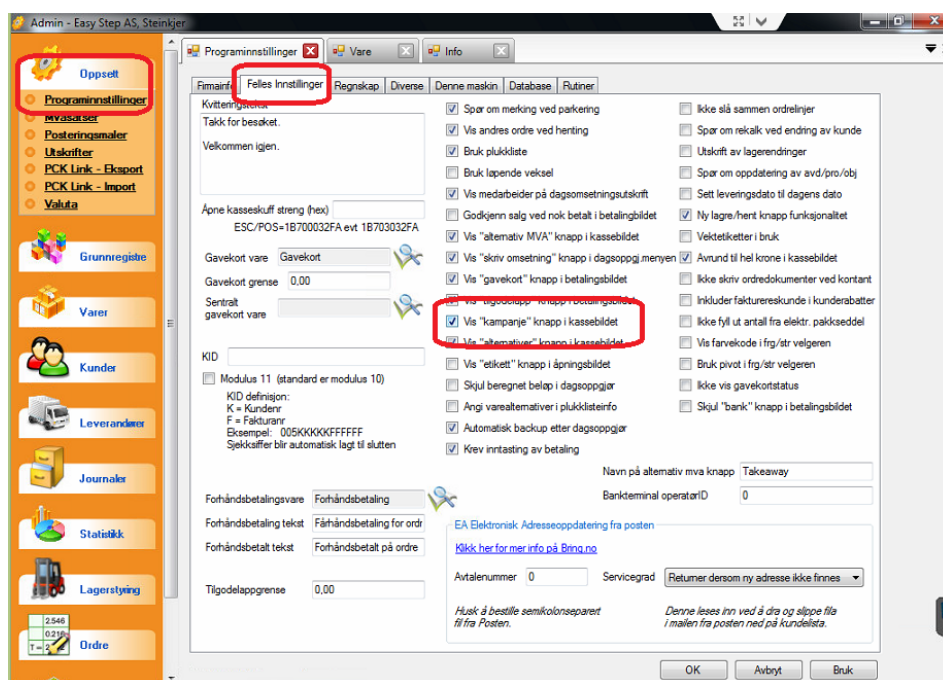 Admin - Easy Step AS, Steinkjer
Oppsett
Programinnstillinger
Mvasatser
Posteringsmaler
Utskrifter
PCK Link - Eksport
PCK Link - Import
Valuta
Grunnregistre
Varer
Kunder
Leverandører
Journaler
Statistikk
Lagerstyring
Ordre
Programinnstillinger
Vare
Info
Firmainfo
Felles Innstillinger
Regnskap
Diverse
Denne maskin
Database
Rutiner
Kvitteringstekst
Takk for besøket.
Velkommen igjen.
Åpne kasseskuff streng (hex)
ESC/POS=1B700032FA evt 1B703032FA
Gavekort vare Gavekort
Gavekort grense 0,00
Sentralt
gavekort vare
KID
Modulus 11 (standard er modulus 10)
KID definisjon:
K = Kundenr
F = Fakturanr
Eksempel: 005KKKKKFFFFFF
Sjekksiffer blir automatisk lagt til slutten
Forhåndsbetalingsvare Forhåndsbetaling
Forhåndsbetaling tekst Fårhåndsbetaling for ordr
Forhåndsbetalt tekst Forhåndsbetalt på ordre
Tilgodelappgrense 0,00
Spør om merking ved parkering
Vis andres ordre ved henting
Bruk plukkliste
Bruk løpende veksel
Vis medarbeider på dagsomsetningsutskrift
Godkjenn salg ved nok betalt i betalingbildet
Vis "alternativ MVA" knapp i kassebildet
Vis "skriv omsetning" knapp i dagsoppgj.menyen
Vis "gavekort" knapp i betalingsbildet
Vis "tilgodelapp" knapp i betalingsbildet
Vis "kampanje" knapp i kassebildet
Vis "alternativer" knapp i kassebildet
Vis "etikett" knapp i åpningsbildet
Skjul beregnet beløp i dagsoppgjør
Angi varealternativer i plukklisteinfo
Automatisk backup etter dagsoppgjør
Krev inntasting av betaling
Ikke slå sammen ordrelinjer
Spør om rekalk ved endring av kunde
Utskrift av lagerendringer
Spør om oppdatering av avd/pro/obj
Sett leveringsdato til dagens dato
Ny lagre/hent knapp funksjonalitet
Vektetiketter i bruk
Avrund til hel krone i kassebildet
Ikke skriv ordredokumenter ved kontant
Inkluder fakturereskunde i kunderabatter
Ikke fyll ut antall fra elektr. pakkseddel
Vis farvekode i frg/str velgeren
Bruk pivot i frg/str velgeren
Ikke vis gavekortstatus
Skjul "bank" knapp i betalingsbildet
Navn på alternativ mva knapp Takeaway
Bankterminal operatørID 0
EA Elektronisk Adresseoppdatering fra posten
Klikk her for mer info på Bring.no
Avtalenummer 0 Servicegrad Returner dersom ny adresse ikke finnes
Husk å bestille semikolonseparert
fil fra Posten.
Denne leses inn ved å dra og slippe fila
i mailen fra posten ned på kundelista.
OK
Avbryt
Bruk